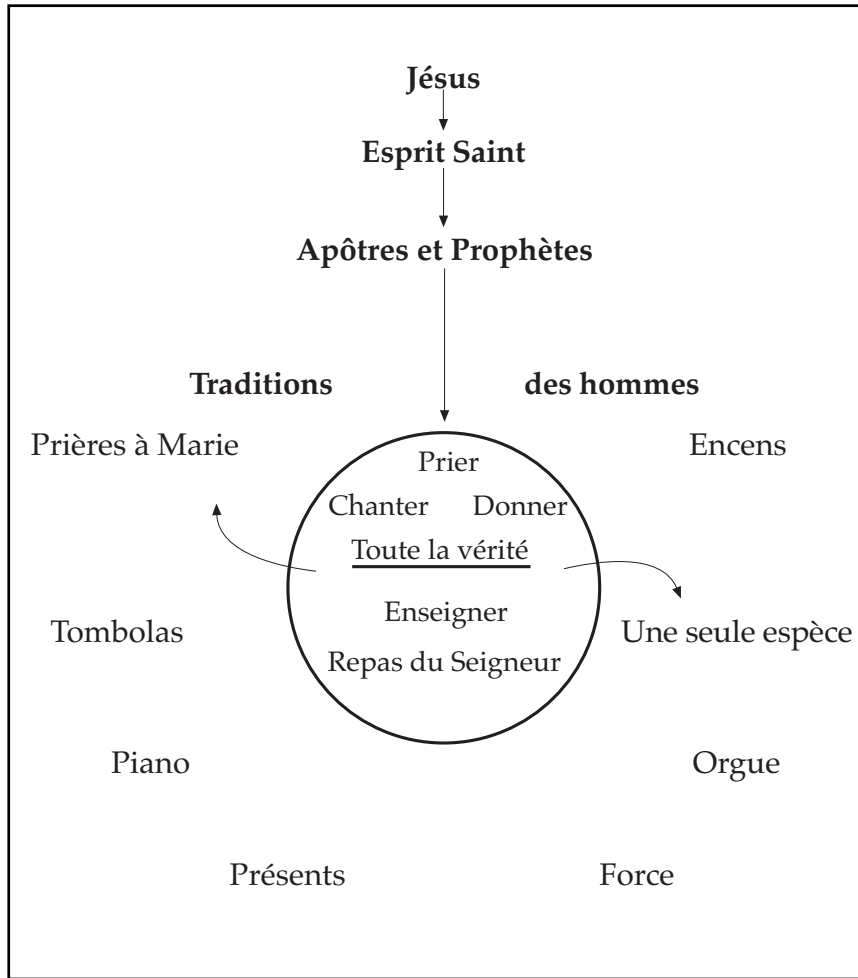 Jésus
Esprit Saint
Apôtres et Prophètes
Traditions des hommes
Prières à Marie
Encens
Prier
Chanter Donner
Toute la vérité
Enseigner
Repas du Seigneur
Tombolas
Une seule espèce
Piano
Orgue
Présents
Force